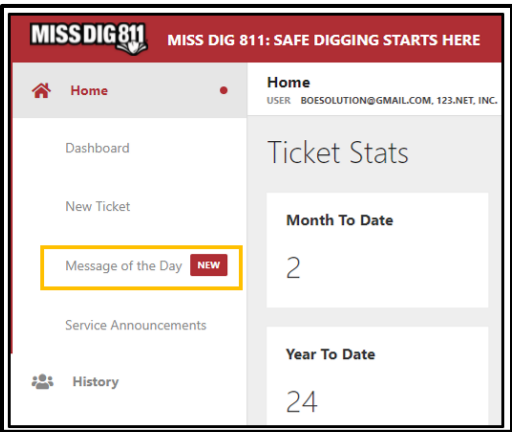 MISS DIG 811 MISS DIG 811: SAFE DIGGING STARTS HERE
Home
Home
USER BOESOLUTION@GMAIL.COM, 123.NET, INC.
Dashboard
Ticket Stats
New Ticket
Month To Date
2
Message of the Day NEW
Service Announcements
Year To Date
24
History